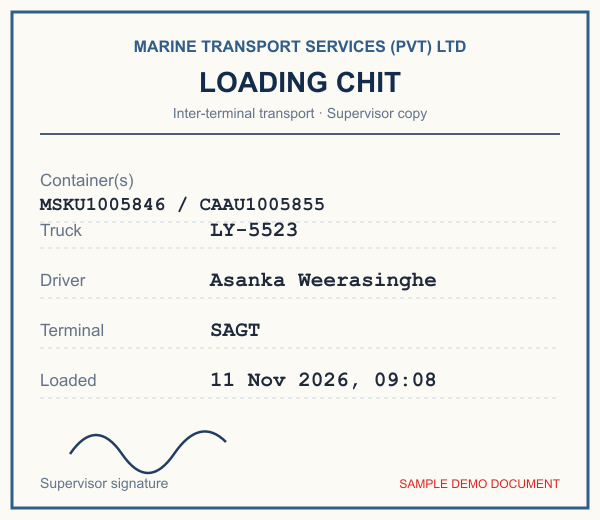 MARINE TRANSPORT SERVICES (PVT) LTD
LOADING CHIT
Inter-terminal transport · Supervisor copy
Container(s)
MSKU1005846 / CAAU1005855
Truck LY-5523
Driver Asanka Weerasinghe
Terminal SAGT
Loaded 11 Nov 2026, 09:08
Supervisor signature
SAMPLE DEMO DOCUMENT